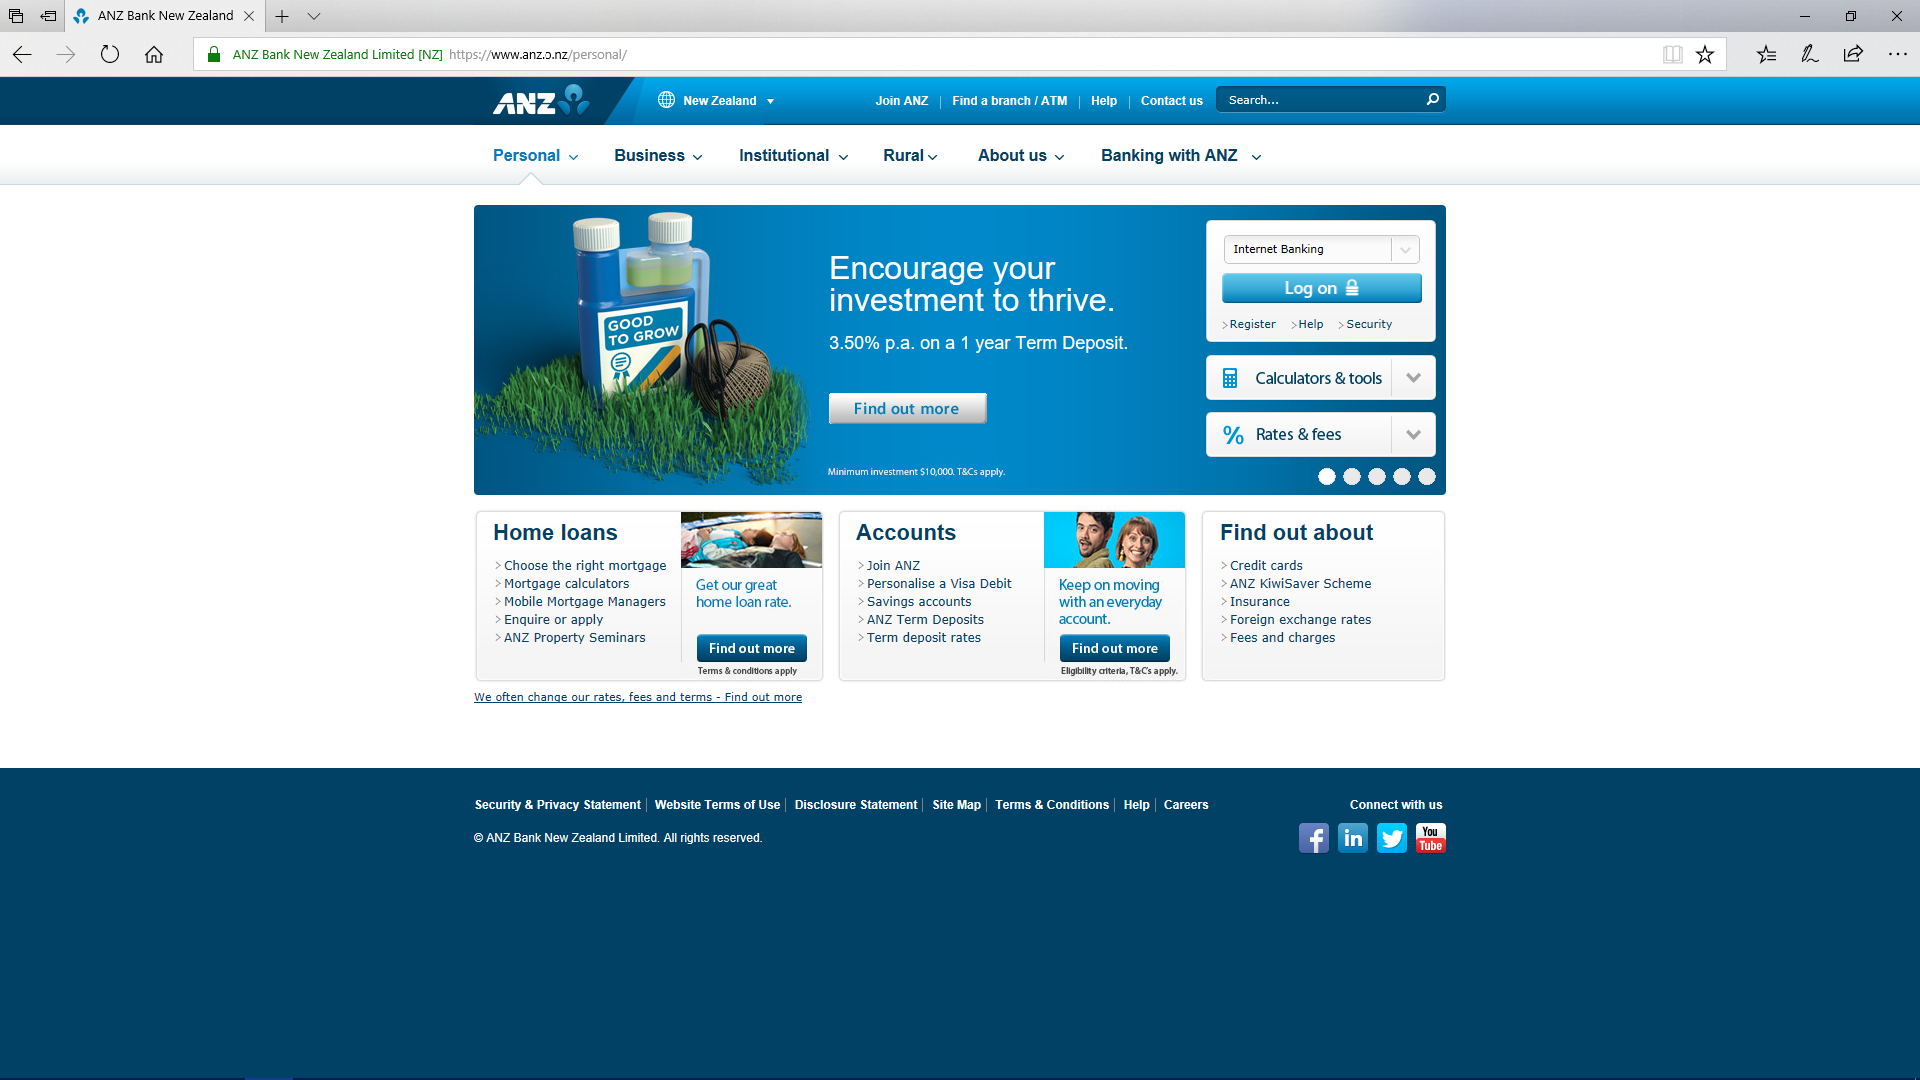 ANZ Bank New Zealand
ANZ Bank New Zealand Limited [NZ] https://www.anz.o.nz/personal/
ANZ
New Zealand
Join ANZ
Find a branch / ATM
Help
Contact us
Search...
Personal
Business
Institutional
Rural
About us
Banking with ANZ
GOOD
TO GROW
Encourage your
investment to thrive.
3.50% p.a. on a 1 year Term Deposit.
Find out more
Minimum investment $10,000. T&Cs apply.
Internet Banking
Log on
Register
Help
Security
Calculators & tools
% Rates & fees
Home loans
Choose the right mortgage
Mortgage calculators
Mobile Mortgage Managers
Enquire or apply
ANZ Property Seminars
Get our great
home loan rate.
Find out more
Terms & conditions apply
Accounts
Join ANZ
Personalise a Visa Debit
Savings accounts
ANZ Term Deposits
Term deposit rates
Keep on moving
with an everyday
account.
Find out more
Eligibility criteria, T&C's apply.
Find out about
Credit cards
ANZ KiwiSaver Scheme
Insurance
Foreign exchange rates
Fees and charges
We often change our rates, fees and terms - Find out more
Security & Privacy Statement
Website Terms of Use
Disclosure Statement
Site Map
Terms & Conditions
Help
Careers
Connect with us
© ANZ Bank New Zealand Limited. All rights reserved.
f
in
You
Tube